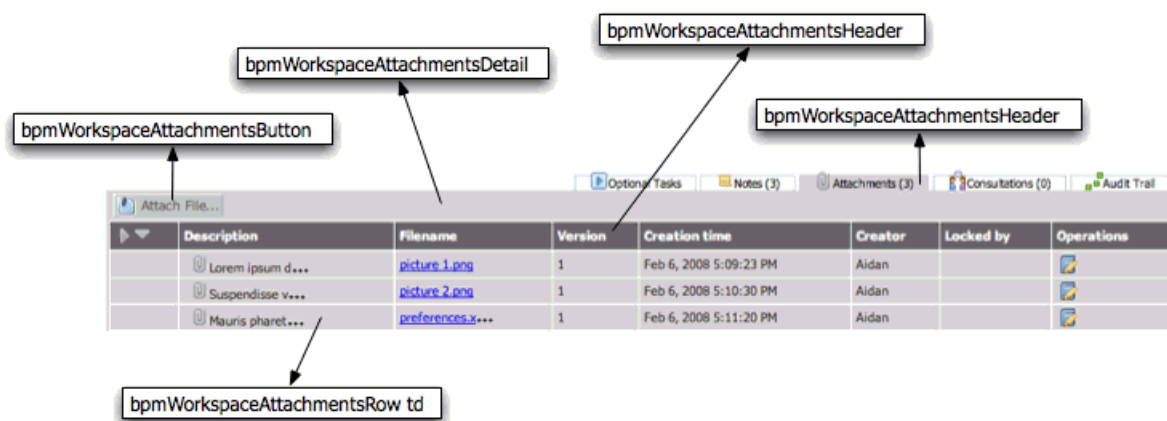 bpmWorkspaceAttachmentsHeader
bpmWorkspaceAttachmentsDetail
bpmWorkspaceAttachmentsHeader
bpmWorkspaceAttachmentsButton
Optional Tasks Notes (3) Attachments (3) Consultations (0) Audit Trail
Attach File...
Description Filename Version Creation time Creator Locked by Operations
Lorem ipsum d... picture 1.png 1 Feb 6, 2008 5:09:23 PM Aidan
Suspendisse v... picture 2.png 1 Feb 6, 2008 5:10:30 PM Aidan
Mauris pharet... preferences.x... 1 Feb 6, 2008 5:11:20 PM Aidan
bpmWorkspaceAttachmentsRow td